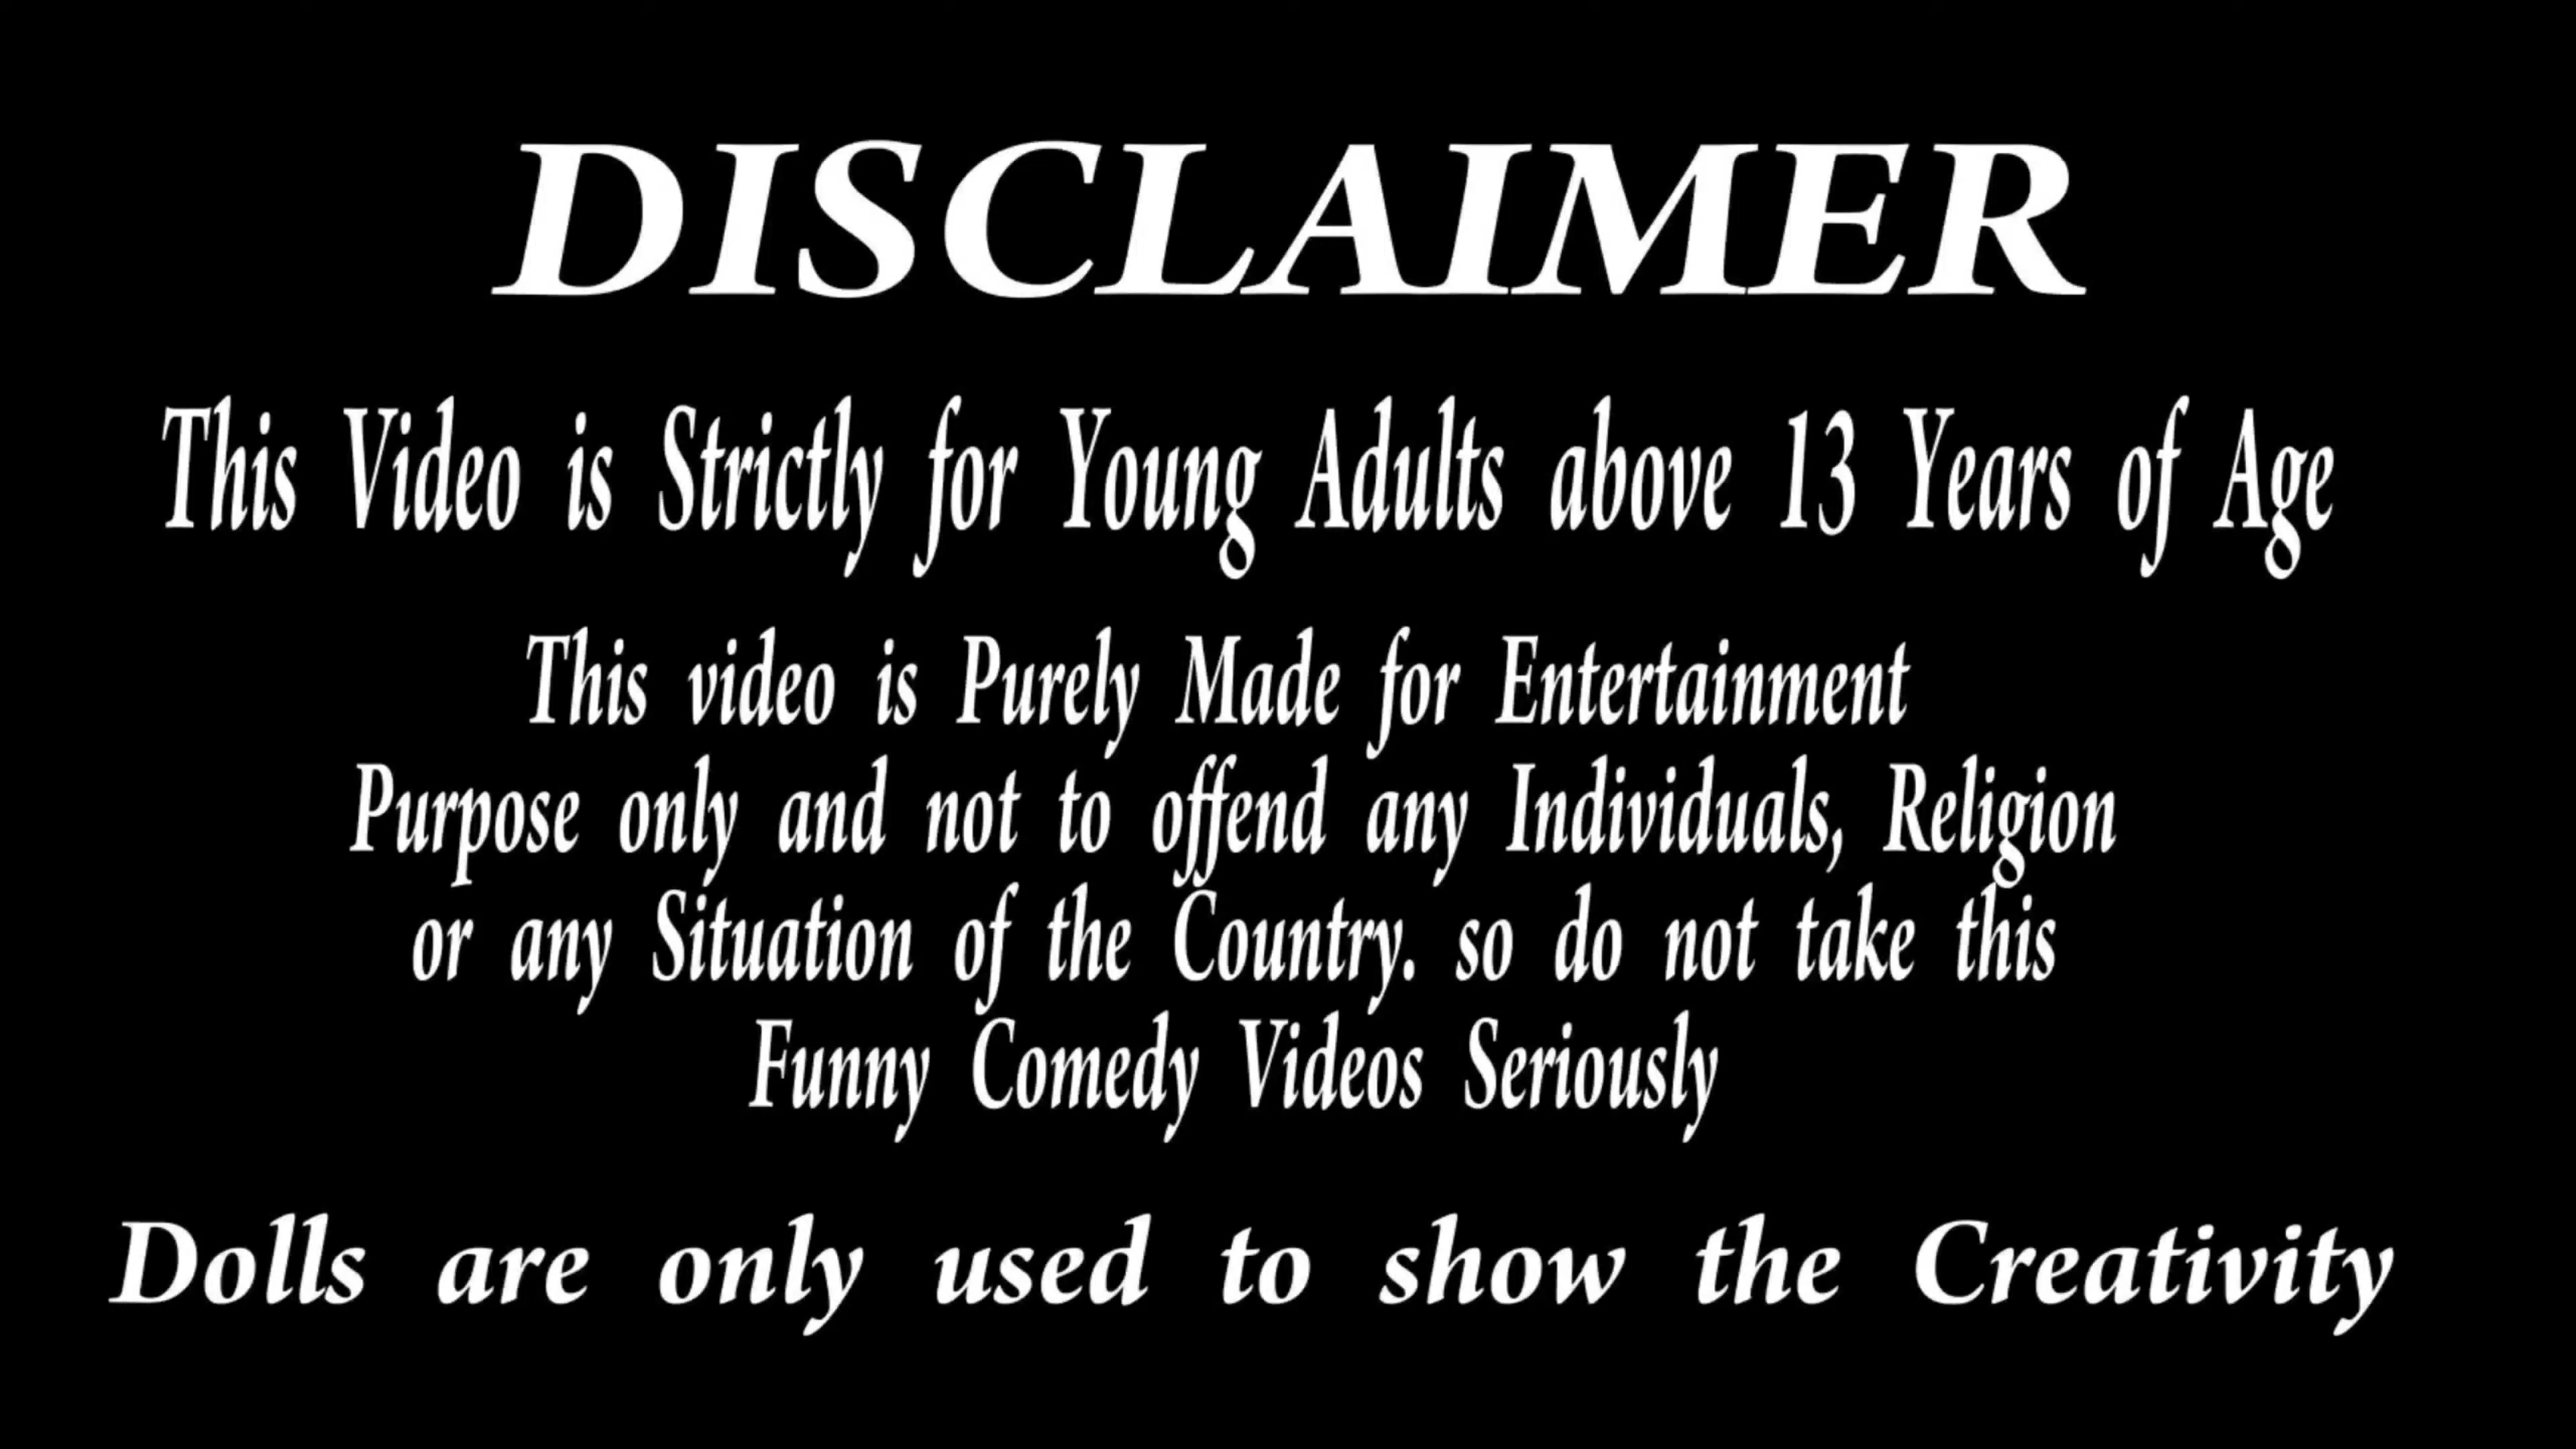 DISCLAIMER
This Video is Strictly for Young Adults above 13 Years of Age
This video is Purely Made for Entertainment
Purpose only and not to offend any Individuals, Religion
or any Situation of the Country. so do not take this
Funny Comedy Videos Seriously
Dolls are only used to show the Creativity